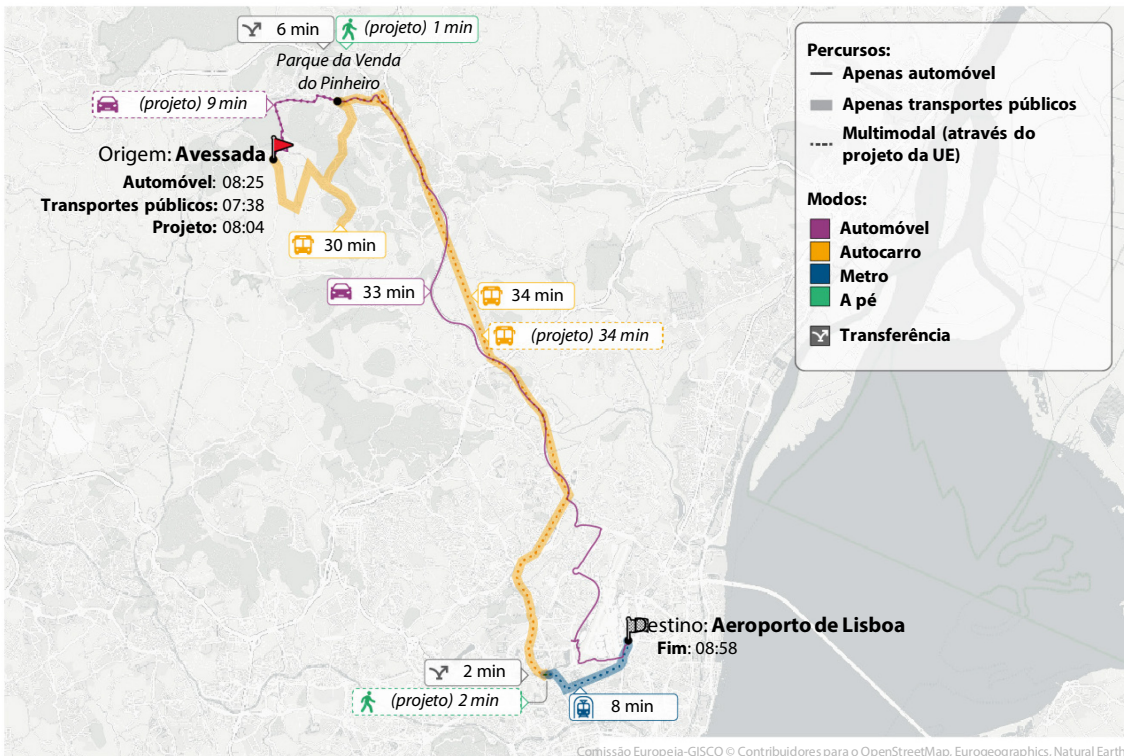 6 min
(projeto) 1 min
Parque da Venda
do Pinheiro
(projeto) 9 min
Origem: Avessada
Automóvel: 08:25
Transportes públicos: 07:38
Projeto: 08:04
30 min
33 min
34 min
(projeto) 34 min
Percursos:
Apenas automóvel
Apenas transportes públicos
Multimodal (através do
projeto da UE)
Modos:
Automóvel
Autocarro
Metro
A pé
Transferência
Destino: Aeroporto de Lisboa
Fim: 08:58
2 min
(projeto) 2 min
8 min
Comissão Europeia-GISCO © Contribuidores para o OpenStreetMap, Eurogeographics, Natural Earth